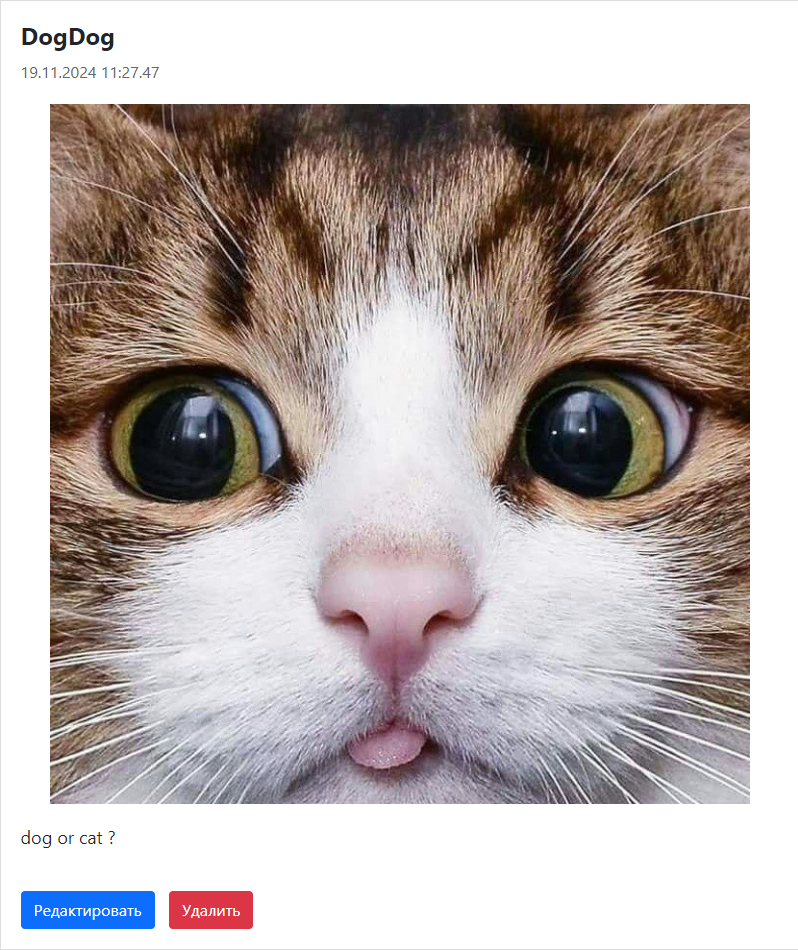 DogDog
19.11.2024 11:27.47
dog or cat ?
Редактировать
Удалить